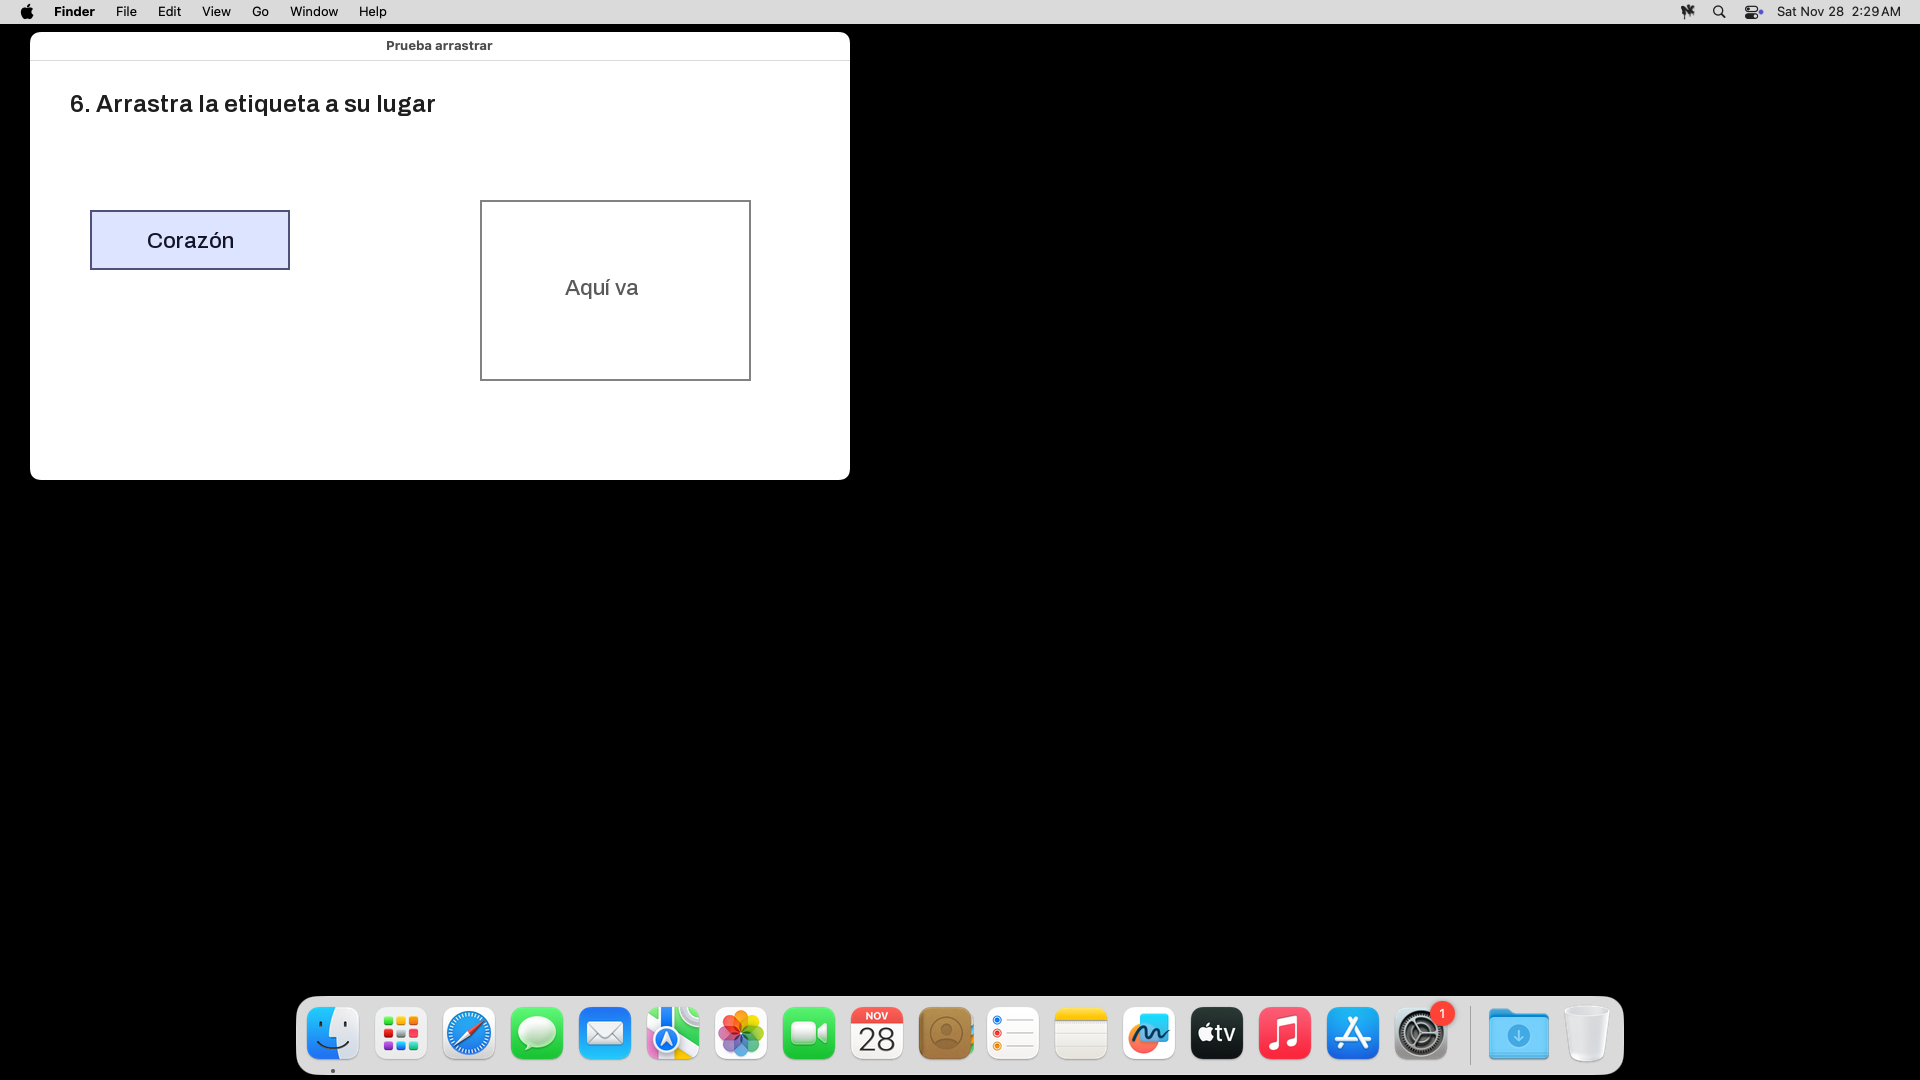 Finder File Edit View Go Window Help Sat Nov 28 2:29 AM
Prueba arrastrar
6. Arrastra la etiqueta a su lugar
Corazón
Aquí va
NOV
28
tv
1